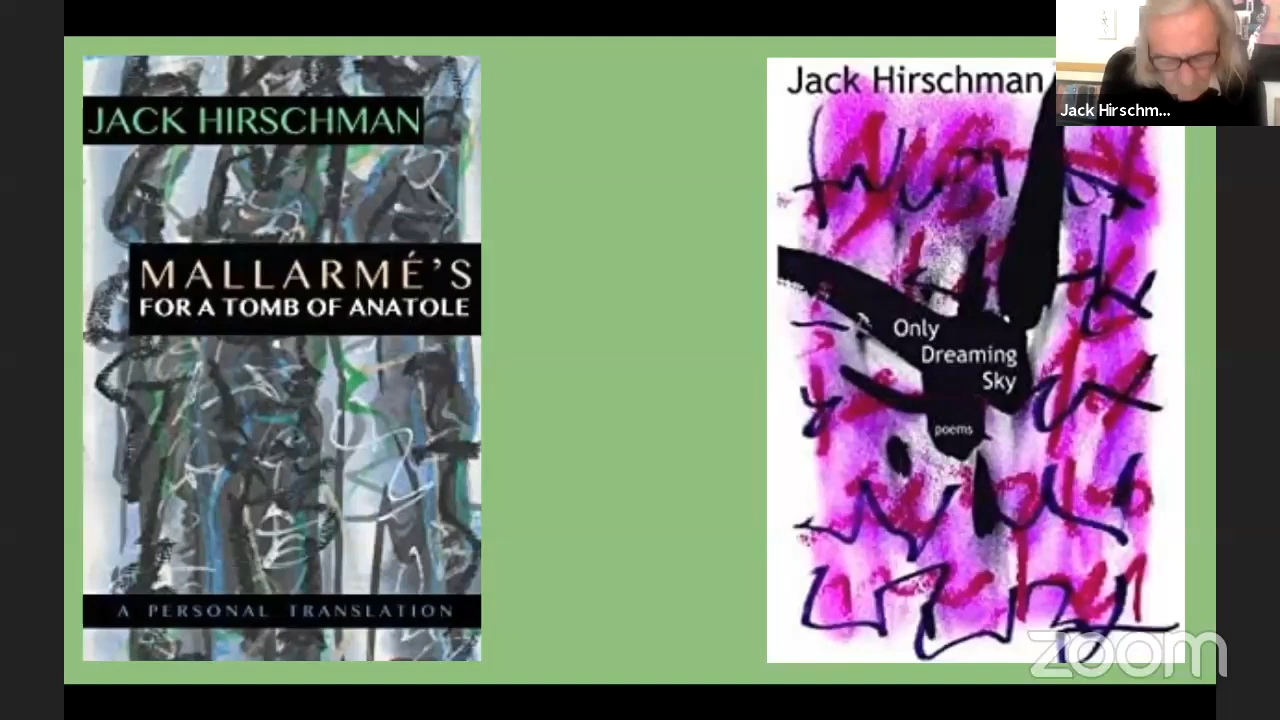 JACK HIRSCHMAN
MALLARMÉ'S
FOR A TOMB OF ANATOLE
A PERSONAL TRANSLATION
Jack Hirschman
Only
Dreaming
Sky
poems
Jack Hirschm...
zoom